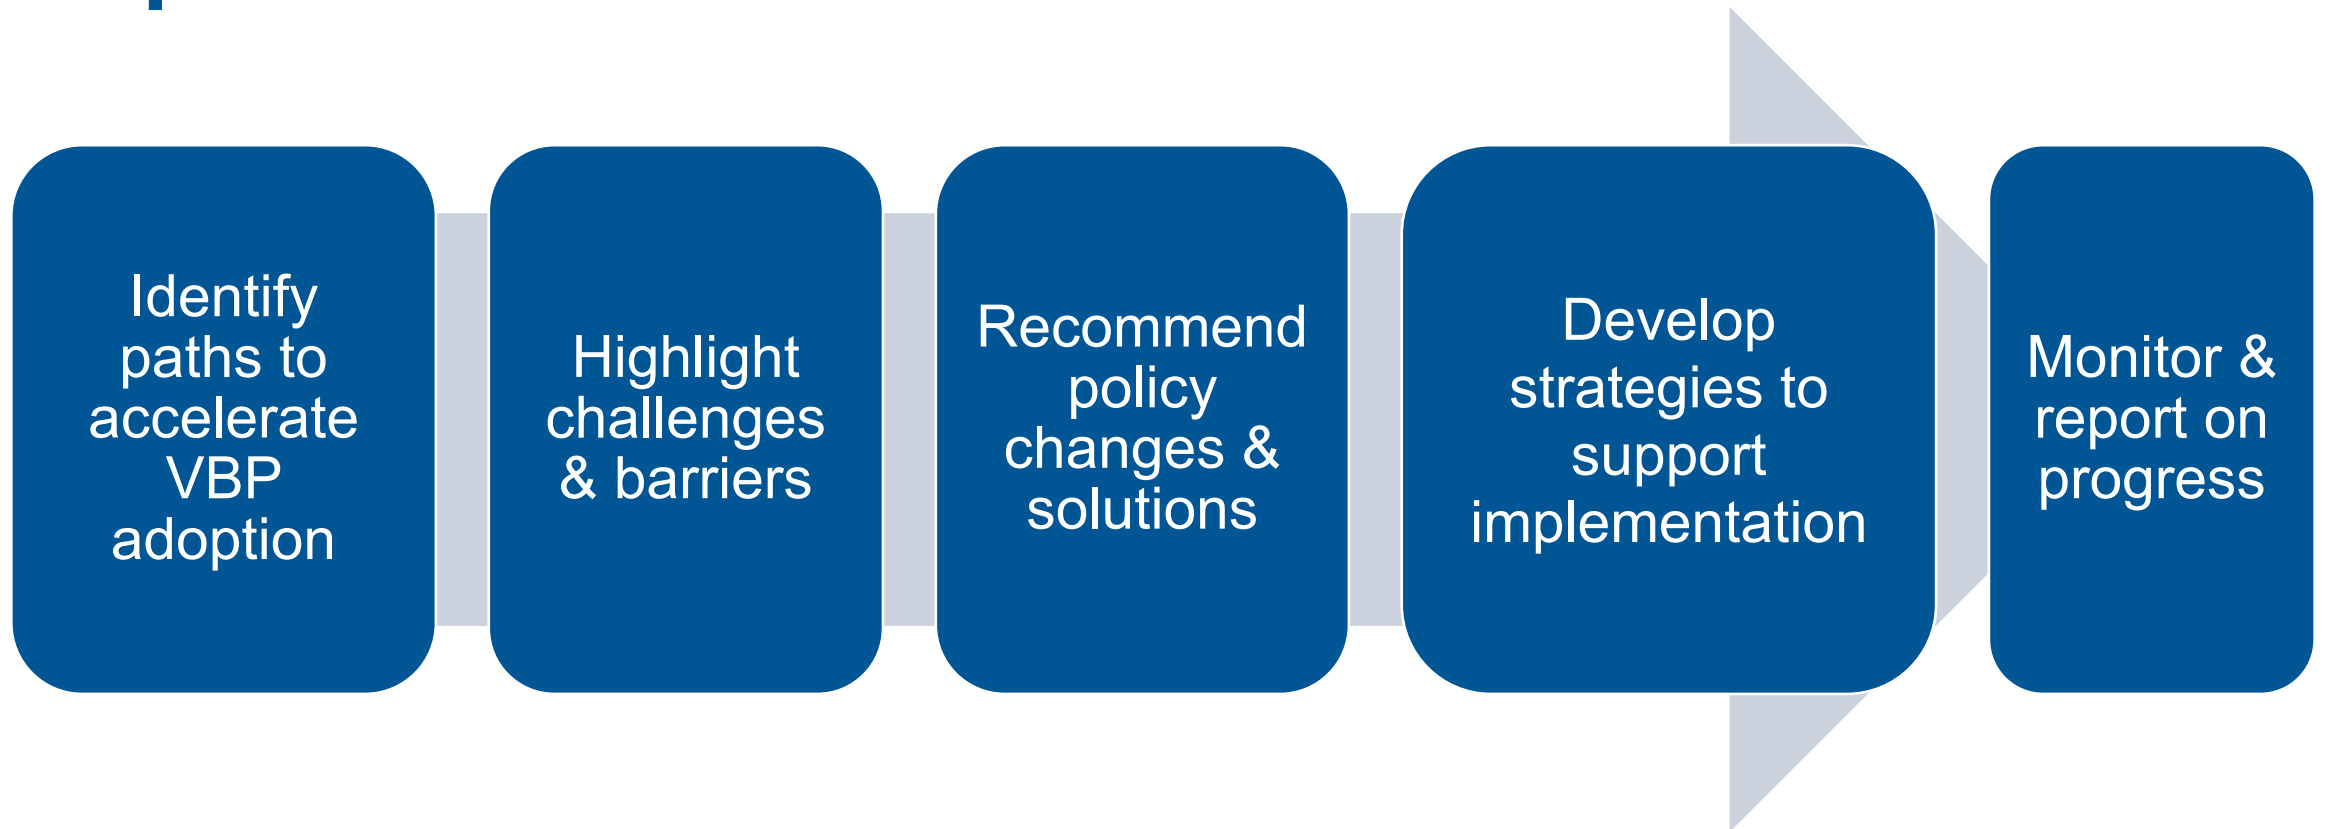 Identify
paths to
accelerate
VBP
adoption
Highlight
challenges
& barriers
Recommend
policy
changes &
solutions
Develop
strategies to
support
implementation
Monitor &
report on
progress